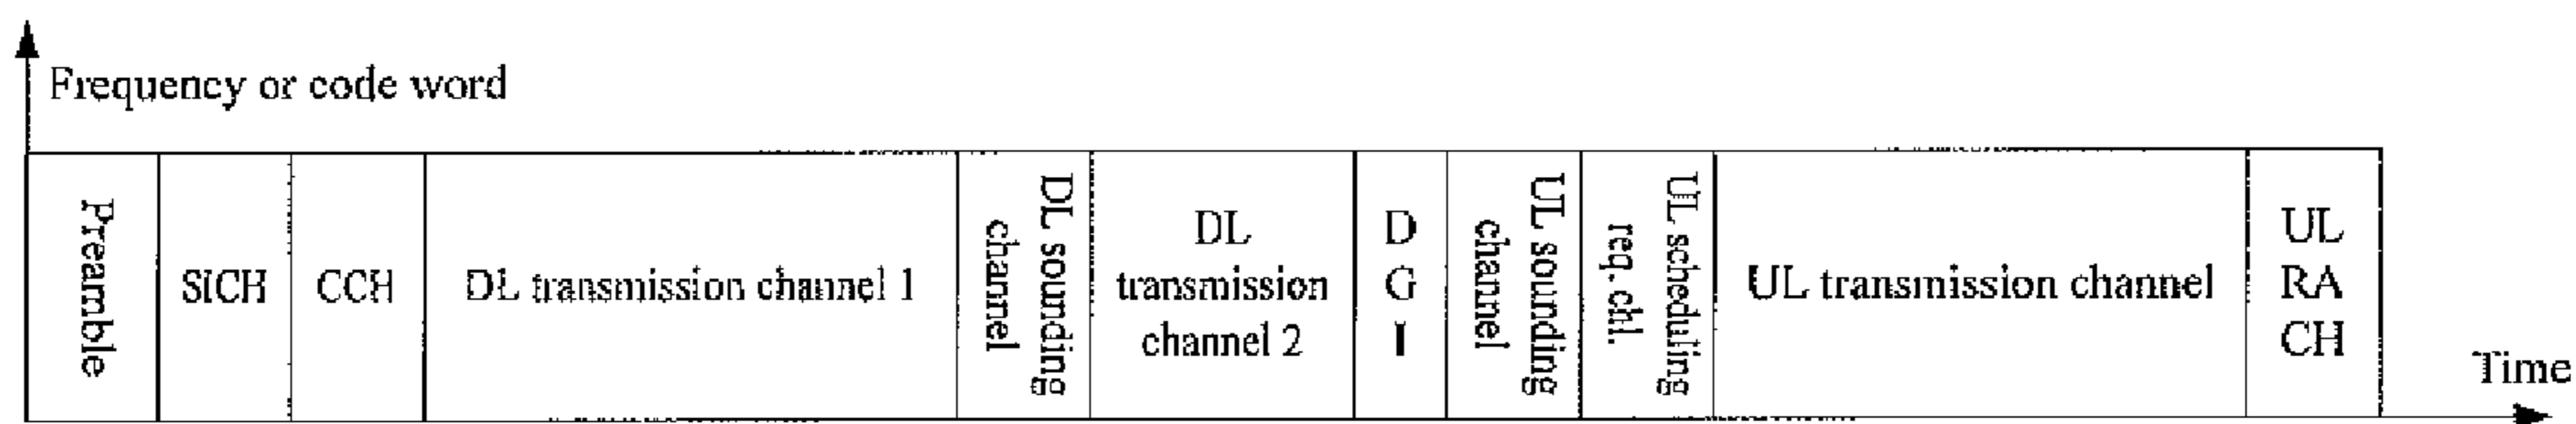 Frequency or code word
Preamble
SICH
CCH
DL transmission channel 1
DL sounding
channel
DL
transmission
channel 2
D
G
I
UL sounding
channel
UL scheduling
req. chl.
UL transmission channel
UL
RA
CH
Time